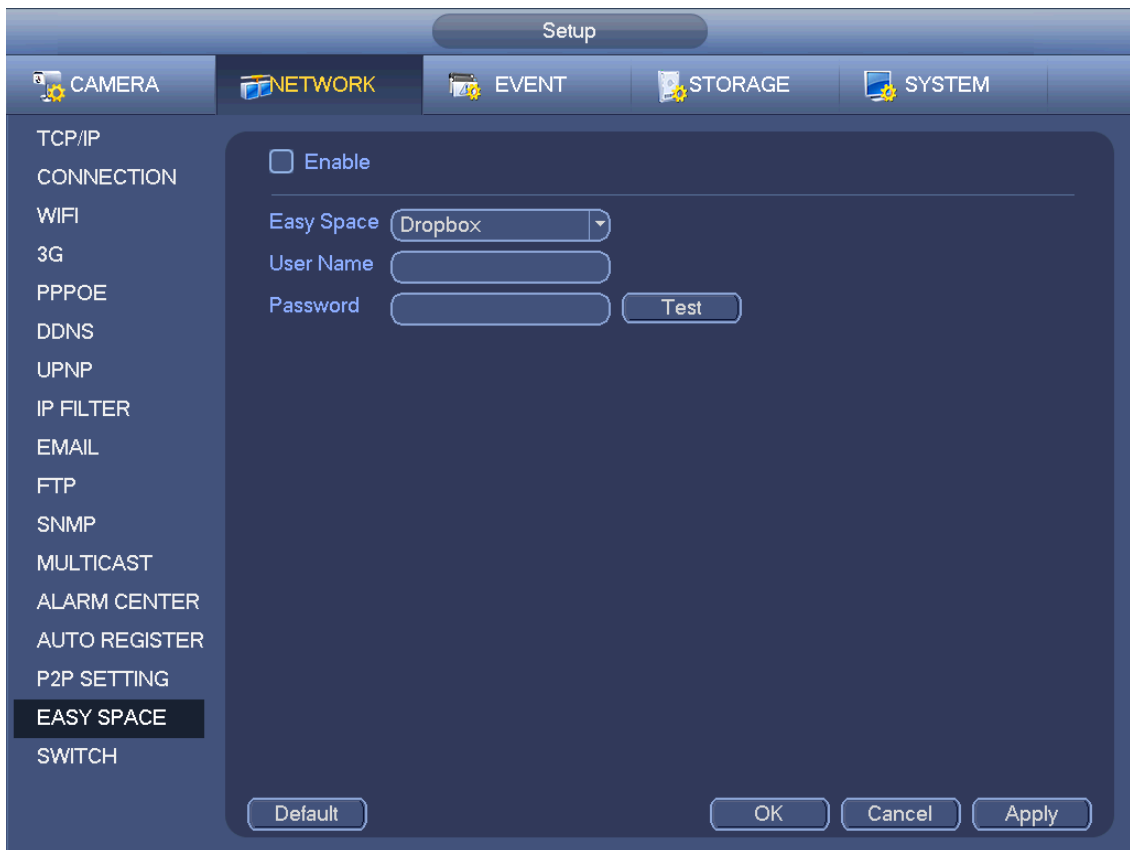 Setup
CAMERA NETWORK EVENT STORAGE SYSTEM
TCP/IP
CONNECTION
WIFI
3G
PPPOE
DDNS
UPNP
IP FILTER
EMAIL
FTP
SNMP
MULTICAST
ALARM CENTER
AUTO REGISTER
P2P SETTING
EASY SPACE
SWITCH
Enable
Easy Space Dropbox
User Name
Password Test
Default OK Cancel Apply